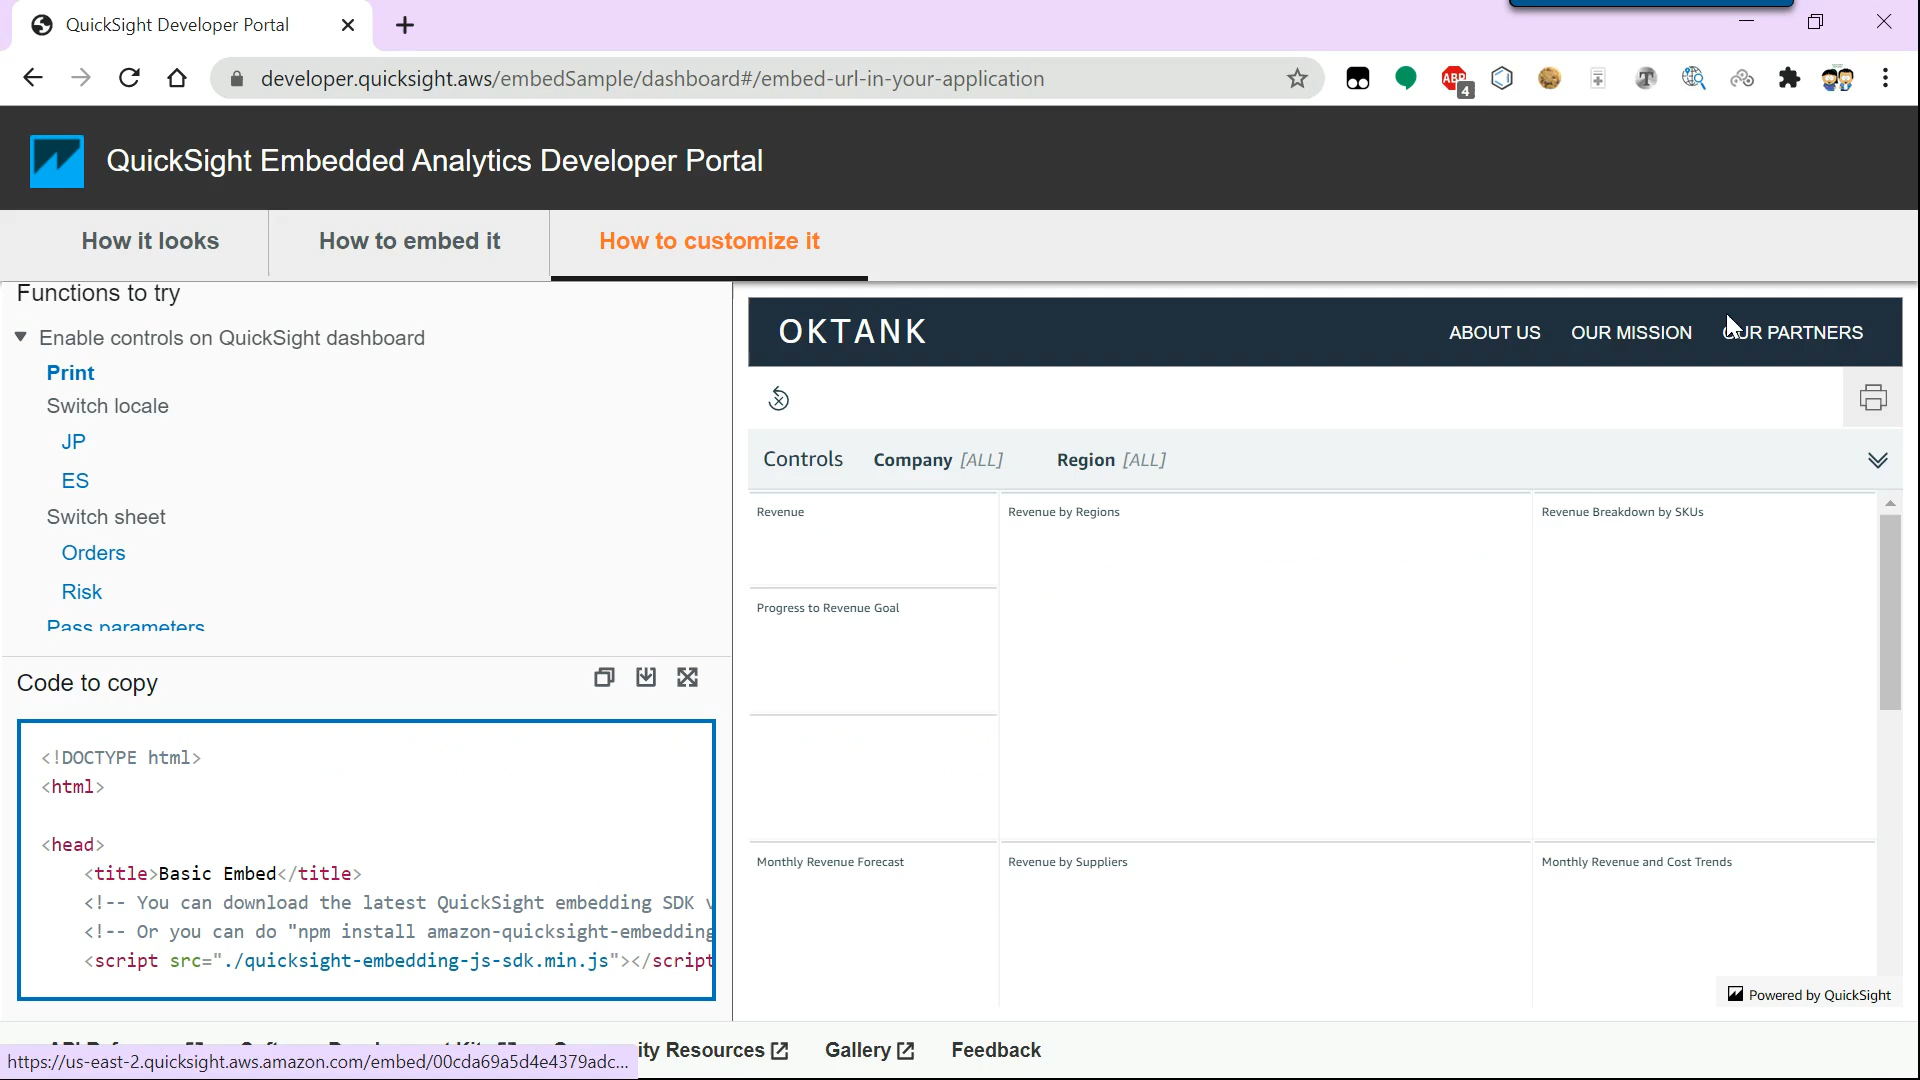 QuickSight Developer Portal
developer.quicksight.aws/embedSample/dashboard#/embed-url-in-your-application
ABP
4
QuickSight Embedded Analytics Developer Portal
How it looks
How to embed it
How to customize it
Functions to try
Enable controls on QuickSight dashboard
Print
Switch locale
JP
ES
Switch sheet
Orders
Risk
Pass parameters
Code to copy
<!DOCTYPE html>
<html>
<head>
<title>Basic Embed</title>
<!-- You can download the latest QuickSight embedding SDK v
<!-- Or you can do "npm install amazon-quicksight-embedding
<script src="./quicksight-embedding-js-sdk.min.js"></script
OKTANK
ABOUT US
OUR MISSION
OUR PARTNERS
Controls
Company [ALL]
Region [ALL]
Revenue
Revenue by Regions
Revenue Breakdown by SKUs
Progress to Revenue Goal
Monthly Revenue Forecast
Revenue by Suppliers
Monthly Revenue and Cost Trends
Powered by QuickSight
ity Resources
Gallery
Feedback
https://us-east-2.quicksight.aws.amazon.com/embed/00cda69a5d4e4379adc...